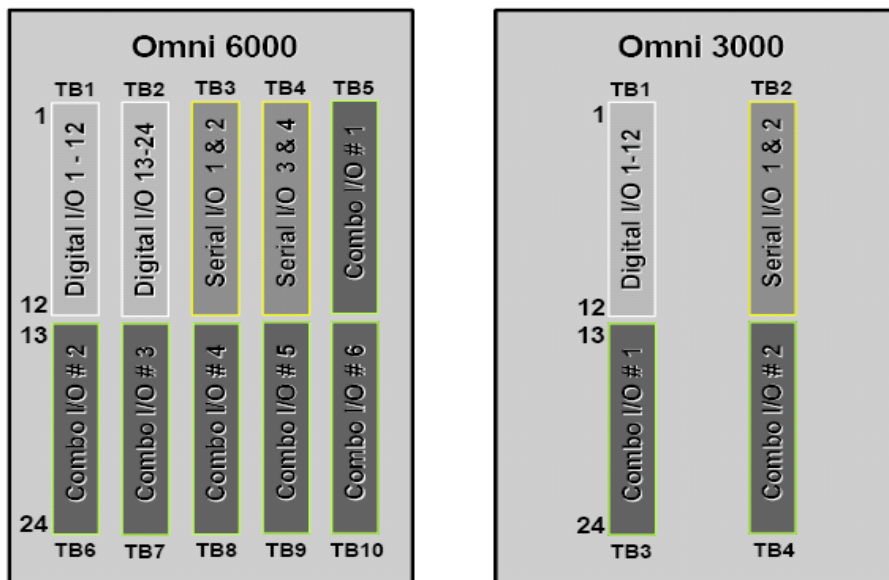 Omni 6000
TB1 TB2 TB3 TB4 TB5
1
Digital I/O 1 - 12
Digital I/O 13-24
Serial I/O 1 & 2
Serial I/O 3 & 4
Combo I/O # 1
12
13
Combo I/O # 2
Combo I/O # 3
Combo I/O # 4
Combo I/O # 5
Combo I/O # 6
24
TB6 TB7 TB8 TB9 TB10
Omni 3000
TB1 TB2
1
Digital I/O 1-12
Serial I/O 1 & 2
12
13
Combo I/O # 1
Combo I/O # 2
24
TB3 TB4